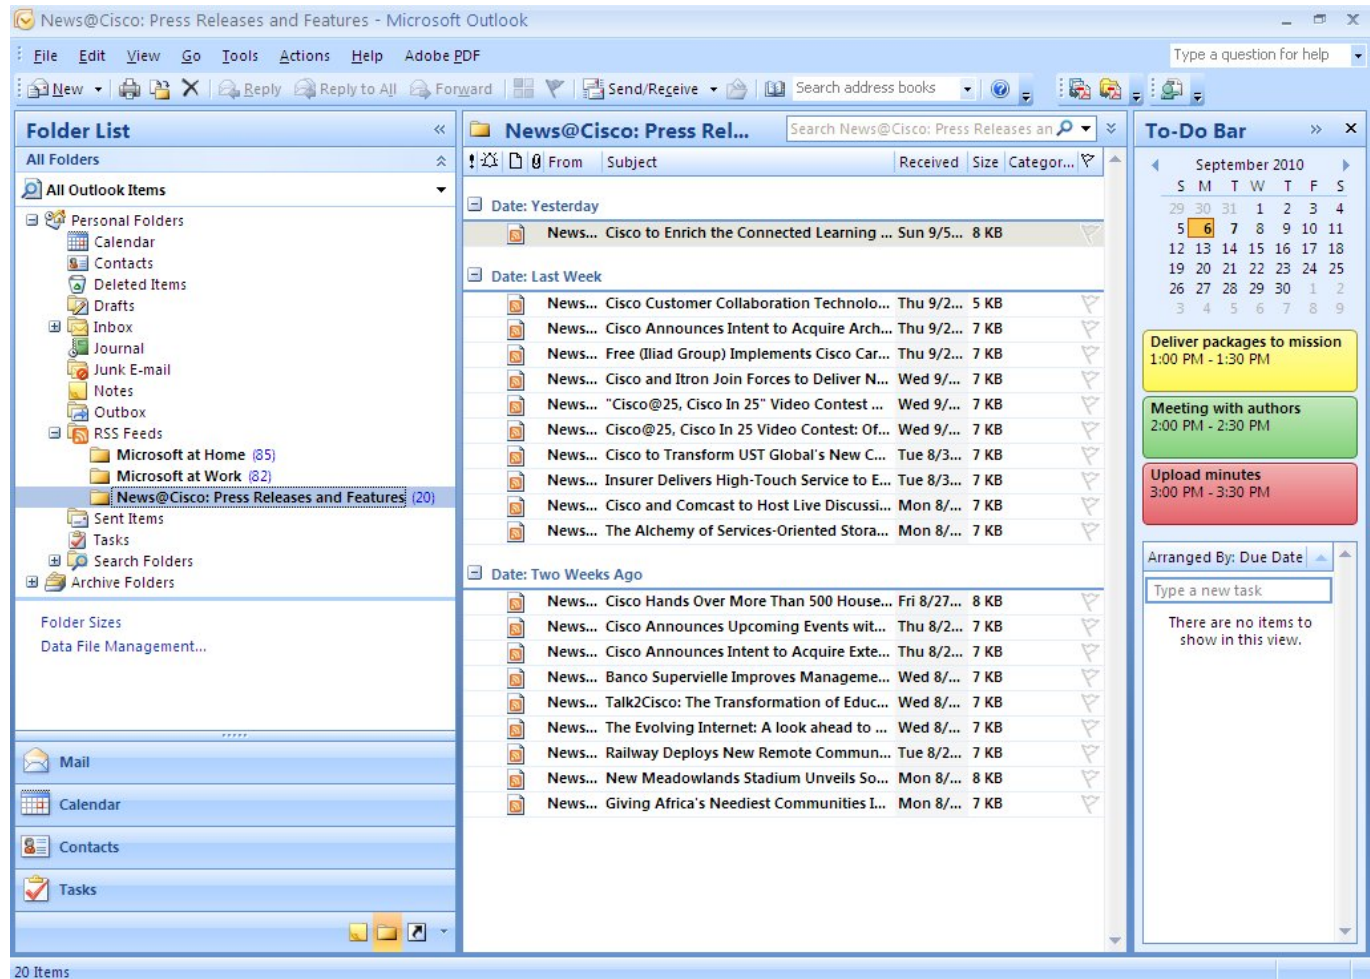 News@Cisco: Press Releases and Features - Microsoft Outlook
File Edit View Go Tools Actions Help Adobe PDF
Type a question for help
New Reply Reply to All Forward Send/Receive Search address books
Folder List
All Folders
All Outlook Items
Personal Folders
Calendar
Contacts
Deleted Items
Drafts
Inbox
Journal
Junk E-mail
Notes
Outbox
RSS Feeds
Microsoft at Home (85)
Microsoft at Work (82)
News@Cisco: Press Releases and Features (20)
Sent Items
Tasks
Search Folders
Archive Folders
Folder Sizes
Data File Management...
Mail
Calendar
Contacts
Tasks
News@Cisco: Press Rel... Search News@Cisco: Press Releases an
From Subject Received Size Categor...
Date: Yesterday
News... Cisco to Enrich the Connected Learning ... Sun 9/5... 8 KB
Date: Last Week
News... Cisco Customer Collaboration Technolo... Thu 9/2... 5 KB
News... Cisco Announces Intent to Acquire Arch... Thu 9/2... 7 KB
News... Free (Iliad Group) Implements Cisco Car... Thu 9/2... 7 KB
News... Cisco and Itron Join Forces to Deliver N... Wed 9/... 7 KB
News... "Cisco@25, Cisco In 25" Video Contest ... Wed 9/... 7 KB
News... Cisco@25, Cisco In 25 Video Contest: Of... Wed 9/... 7 KB
News... Cisco to Transform UST Global's New C... Tue 8/3... 7 KB
News... Insurer Delivers High-Touch Service to E... Tue 8/3... 7 KB
News... Cisco and Comcast to Host Live Discussi... Mon 8/... 7 KB
News... The Alchemy of Services-Oriented Stora... Mon 8/... 7 KB
Date: Two Weeks Ago
News... Cisco Hands Over More Than 500 House... Fri 8/27... 8 KB
News... Cisco Announces Upcoming Events wit... Thu 8/2... 7 KB
News... Cisco Announces Intent to Acquire Exte... Thu 8/2... 7 KB
News... Banco Supervielle Improves Manageme... Wed 8/... 7 KB
News... Talk2Cisco: The Transformation of Educ... Wed 8/... 7 KB
News... The Evolving Internet: A look ahead to ... Wed 8/... 7 KB
News... Railway Deploys New Remote Commun... Tue 8/2... 7 KB
News... New Meadowlands Stadium Unveils So... Mon 8/... 8 KB
News... Giving Africa's Neediest Communities I... Mon 8/... 7 KB
To-Do Bar
September 2010
S M T W T F S
29 30 31 1 2 3 4
5 6 7 8 9 10 11
12 13 14 15 16 17 18
19 20 21 22 23 24 25
26 27 28 29 30 1 2
3 4 5 6 7 8 9
Deliver packages to mission
1:00 PM - 1:30 PM
Meeting with authors
2:00 PM - 2:30 PM
Upload minutes
3:00 PM - 3:30 PM
Arranged By: Due Date
Type a new task
There are no items to
show in this view.
20 Items